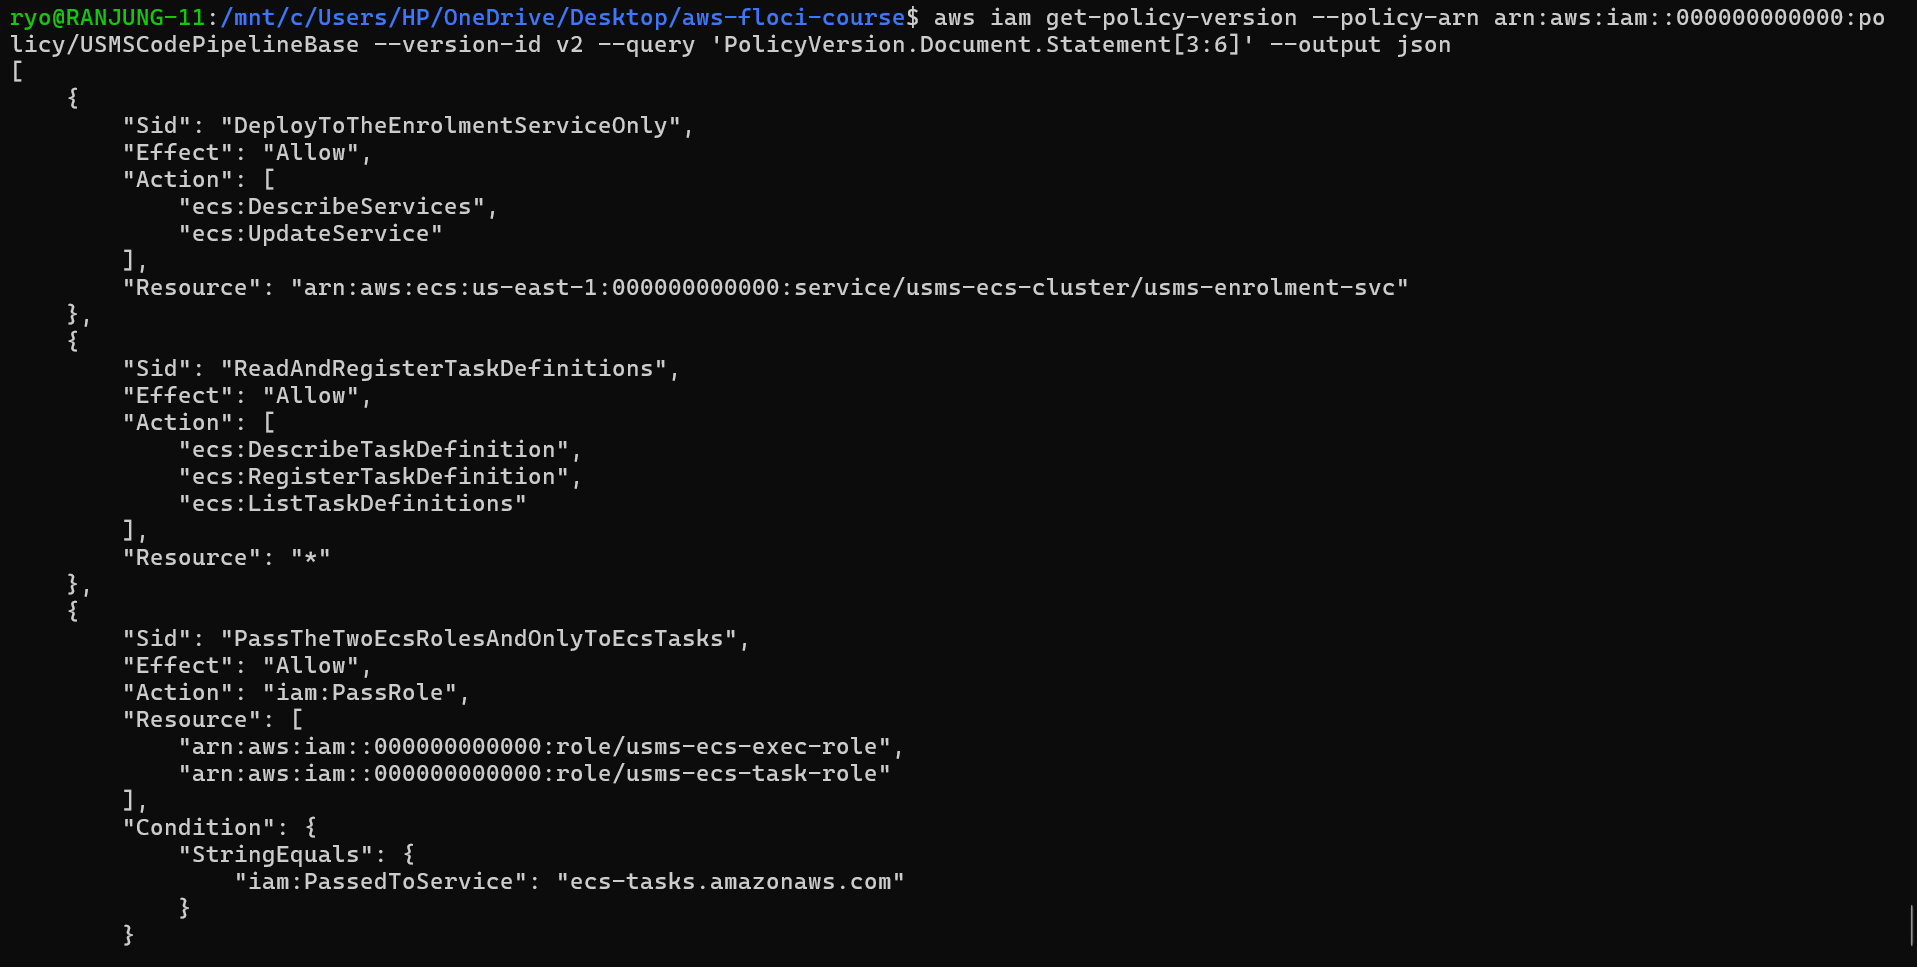 ryo@RANJUNG-11:/mnt/c/Users/HP/OneDrive/Desktop/aws-floci-course$ aws iam get-policy-version --policy-arn arn:aws:iam::000000000000:po
licy/USMSCodePipelineBase --version-id v2 --query 'PolicyVersion.Document.Statement[3:6]' --output json
[
    {
        "Sid": "DeployToTheEnrolmentServiceOnly",
        "Effect": "Allow",
        "Action": [
            "ecs:DescribeServices",
            "ecs:UpdateService"
        ],
        "Resource": "arn:aws:ecs:us-east-1:000000000000:service/usms-ecs-cluster/usms-enrolment-svc"
    },
    {
        "Sid": "ReadAndRegisterTaskDefinitions",
        "Effect": "Allow",
        "Action": [
            "ecs:DescribeTaskDefinition",
            "ecs:RegisterTaskDefinition",
            "ecs:ListTaskDefinitions"
        ],
        "Resource": "*"
    },
    {
        "Sid": "PassTheTwoEcsRolesAndOnlyToEcsTasks",
        "Effect": "Allow",
        "Action": "iam:PassRole",
        "Resource": [
            "arn:aws:iam::000000000000:role/usms-ecs-exec-role",
            "arn:aws:iam::000000000000:role/usms-ecs-task-role"
        ],
        "Condition": {
            "StringEquals": {
                "iam:PassedToService": "ecs-tasks.amazonaws.com"
            }
        }